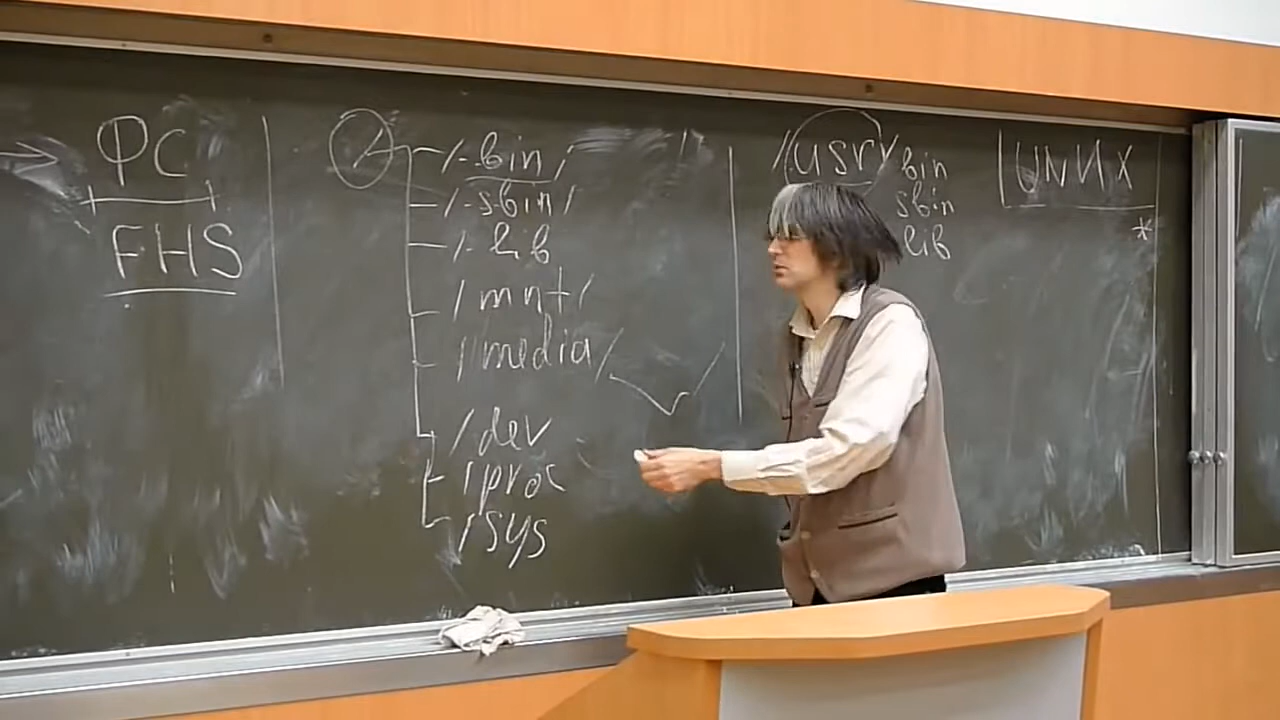 ФС
FHS
/
/bin/
/sbin/
/lib
/mnt/
/media/
/dev
/proc
/sys
/usr/ bin
sbin
lib
UNIX
*